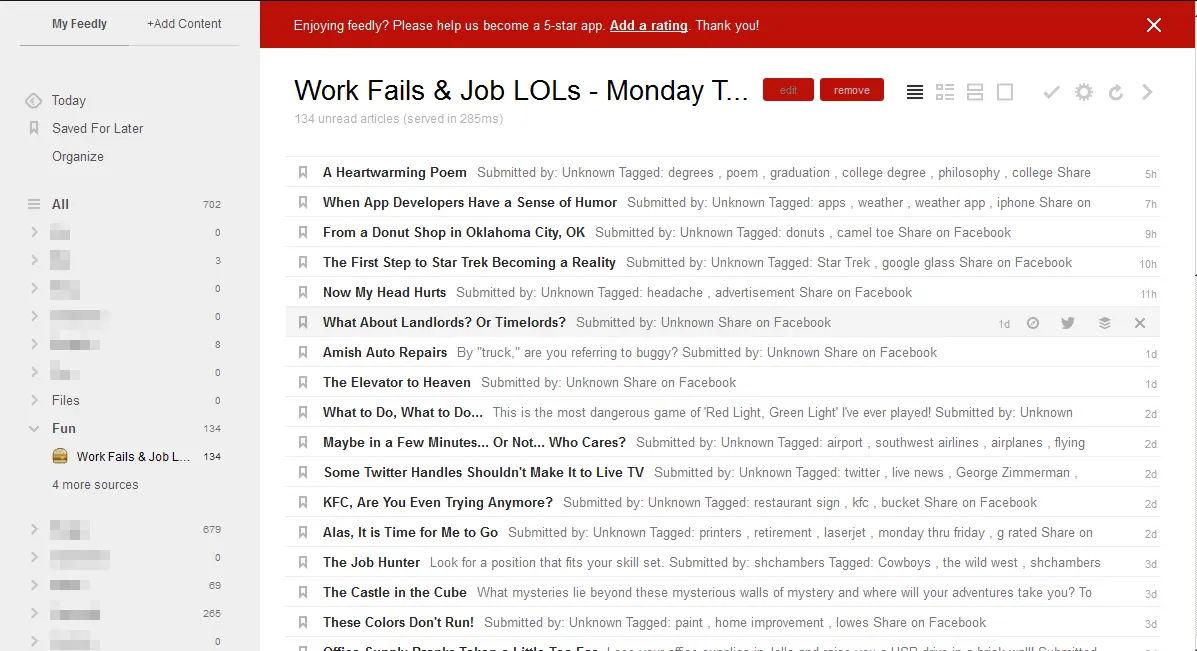 My Feedly +Add Content
Enjoying feedly? Please help us become a 5-star app. Add a rating. Thank you!
Work Fails & Job LOLs - Monday T... edit remove
134 unread articles (served in 285ms)
Today
Saved For Later
Organize
All 702
0
3
0
0
8
0
Files 0
Fun 134
Work Fails & Job L... 134
4 more sources
679
0
69
265
0
A Heartwarming Poem Submitted by: Unknown Tagged: degrees , poem , graduation , college degree , philosophy , college Share 5h
When App Developers Have a Sense of Humor Submitted by: Unknown Tagged: apps , weather , weather app , iphone Share on 7h
From a Donut Shop in Oklahoma City, OK Submitted by: Unknown Tagged: donuts , camel toe Share on Facebook 9h
The First Step to Star Trek Becoming a Reality Submitted by: Unknown Tagged: Star Trek , google glass Share on Facebook 10h
Now My Head Hurts Submitted by: Unknown Tagged: headache , advertisement Share on Facebook 11h
What About Landlords? Or Timelords? Submitted by: Unknown Share on Facebook 1d
Amish Auto Repairs By "truck," are you referring to buggy? Submitted by: Unknown Share on Facebook 1d
The Elevator to Heaven Submitted by: Unknown Share on Facebook 1d
What to Do, What to Do... This is the most dangerous game of 'Red Light, Green Light' I've ever played! Submitted by: Unknown 2d
Maybe in a Few Minutes... Or Not... Who Cares? Submitted by: Unknown Tagged: airport , southwest airlines , airplanes , flying 2d
Some Twitter Handles Shouldn't Make It to Live TV Submitted by: Unknown Tagged: twitter , live news , George Zimmerman , 2d
KFC, Are You Even Trying Anymore? Submitted by: Unknown Tagged: restaurant sign , kfc , bucket Share on Facebook 2d
Alas, It is Time for Me to Go Submitted by: Unknown Tagged: printers , retirement , laserjet , monday thru friday , g rated Share on 2d
The Job Hunter Look for a position that fits your skill set. Submitted by: shchambers Tagged: Cowboys , the wild west , shchambers 3d
The Castle in the Cube What mysteries lie beyond these mysterious walls of mystery and where will your adventures take you? To 3d
These Colors Don't Run! Submitted by: Unknown Tagged: paint , home improvement , lowes Share on Facebook 3d